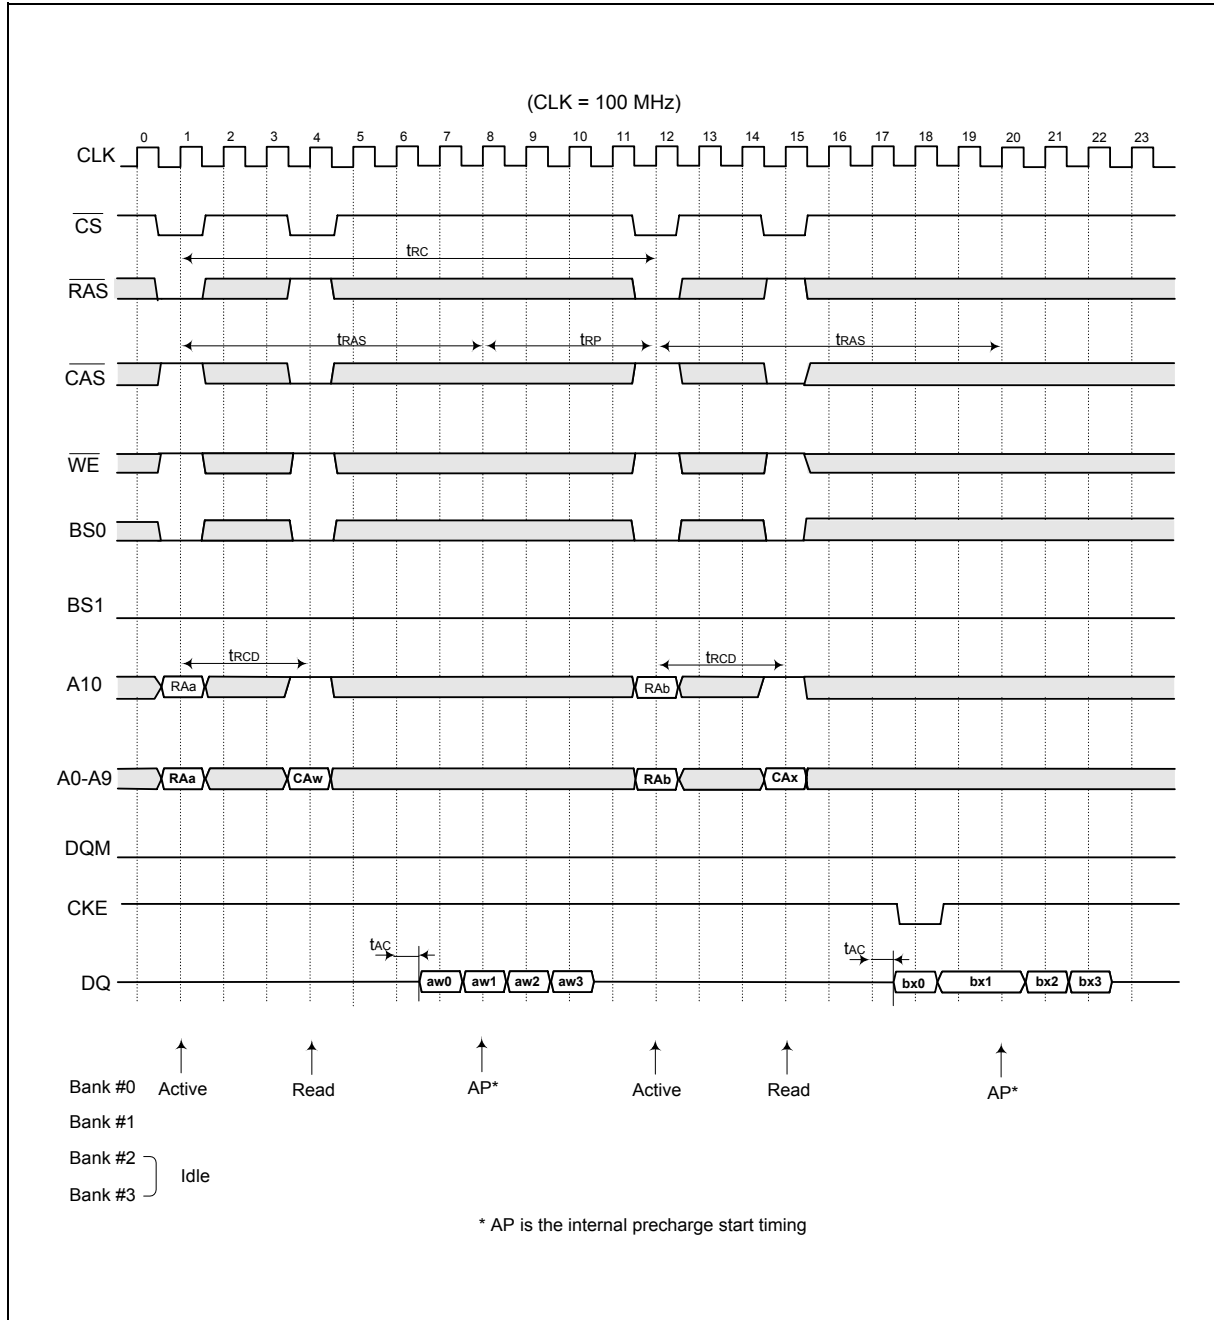 (CLK = 100 MHz)
0 1 2 3 4 5 6 7 8 9 10 11 12 13 14 15 16 17 18 19 20 21 22 23
CLK
CS
tRC
RAS
tRAS tRP tRAS
CAS
WE
BS0
BS1
tRCD tRCD
A10 RAa RAb
A0-A9 RAa CAw RAb CAx
DQM
CKE
tAC tAC
DQ aw0 aw1 aw2 aw3 bx0 bx1 bx2 bx3
Bank #0 Active Read AP* Active Read AP*
Bank #1
Bank #2
Idle
Bank #3
* AP is the internal precharge start timing